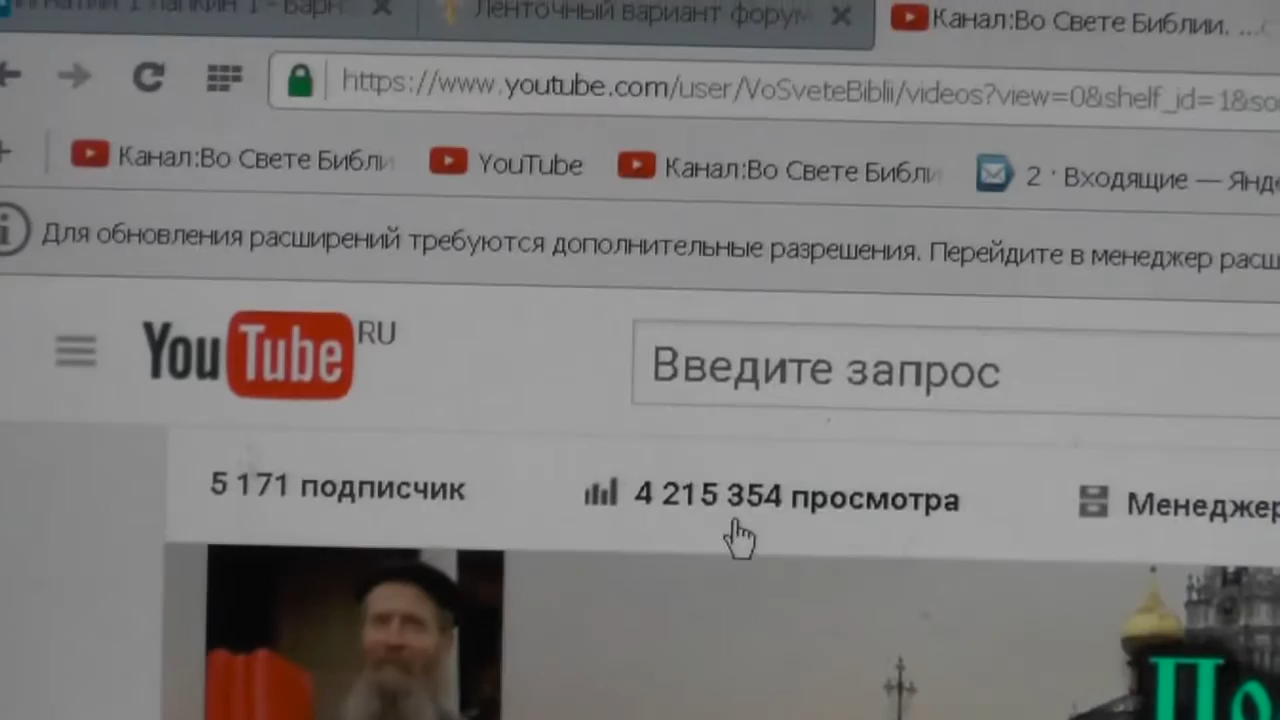 Ленточный вариант форум
Канал:Во Свете Библии. ...
https://www.youtube.com/user/VoSveteBiblii/videos?view=0&shelf_id=1&so
Канал:Во Свете Библи
YouTube
Канал:Во Свете Библи
2 · Входящие — Янде
Для обновления расширений требуются дополнительные разрешения. Перейдите в менеджер расш
YouTube RU
Введите запрос
5 171 подписчик
4 215 354 просмотра
Менеджер
По